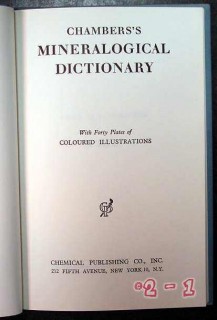 CHAMBERS'S
MINERALOGICAL
DICTIONARY
With Forty Plates of
COLOURED ILLUSTRATIONS
CHEMICAL PUBLISHING CO., INC.
212 FIFTH AVENUE, NEW YORK 10, N.Y.
2-1